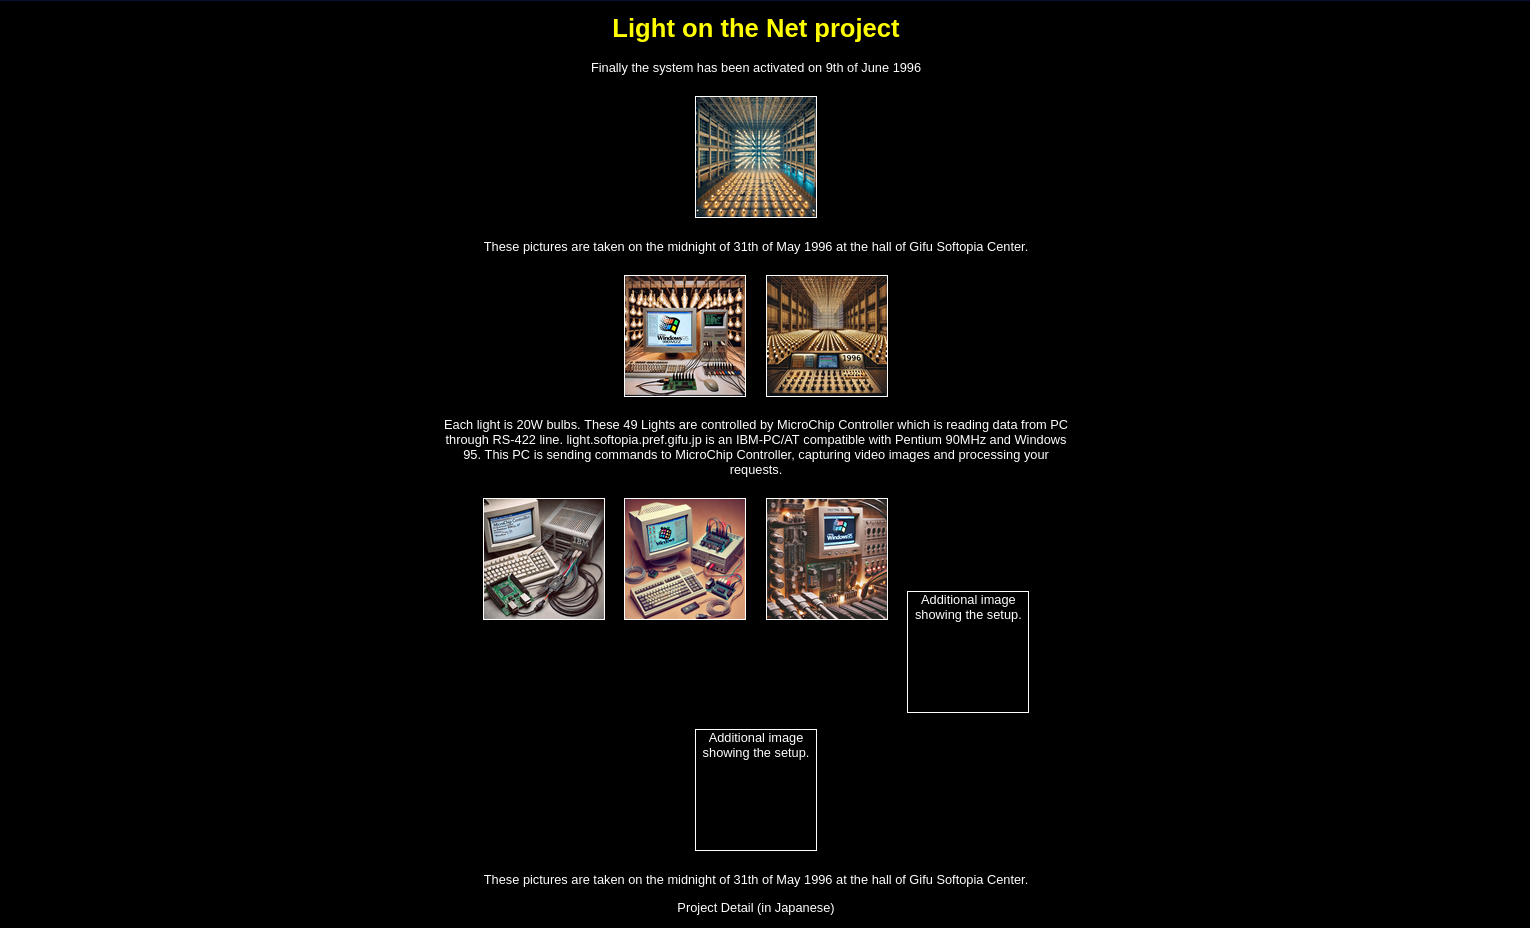 Light on the Net project
Finally the system has been activated on 9th of June 1996
These pictures are taken on the midnight of 31th of May 1996 at the hall of Gifu Softopia Center.
Windows95
1996
Each light is 20W bulbs. These 49 Lights are controlled by MicroChip Controller which is reading data from PC
through RS-422 line. light.softopia.pref.gifu.jp is an IBM-PC/AT compatible with Pentium 90MHz and Windows
95. This PC is sending commands to MicroChip Controller, capturing video images and processing your
requests.
MicroChip Controller
IBM
Windows
Windows95
Additional image
showing the setup.
Additional image
showing the setup.
These pictures are taken on the midnight of 31th of May 1996 at the hall of Gifu Softopia Center.
Project Detail (in Japanese)